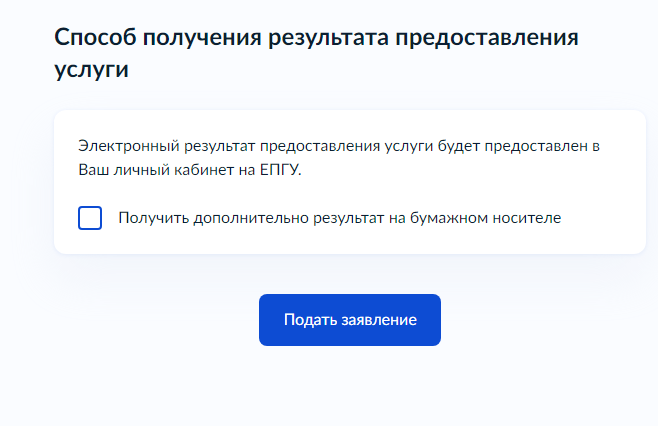 Способ получения результата предоставления
услуги
Электронный результат предоставления услуги будет предоставлен в
Ваш личный кабинет на ЕПГУ.
Получить дополнительно результат на бумажном носителе
Подать заявление